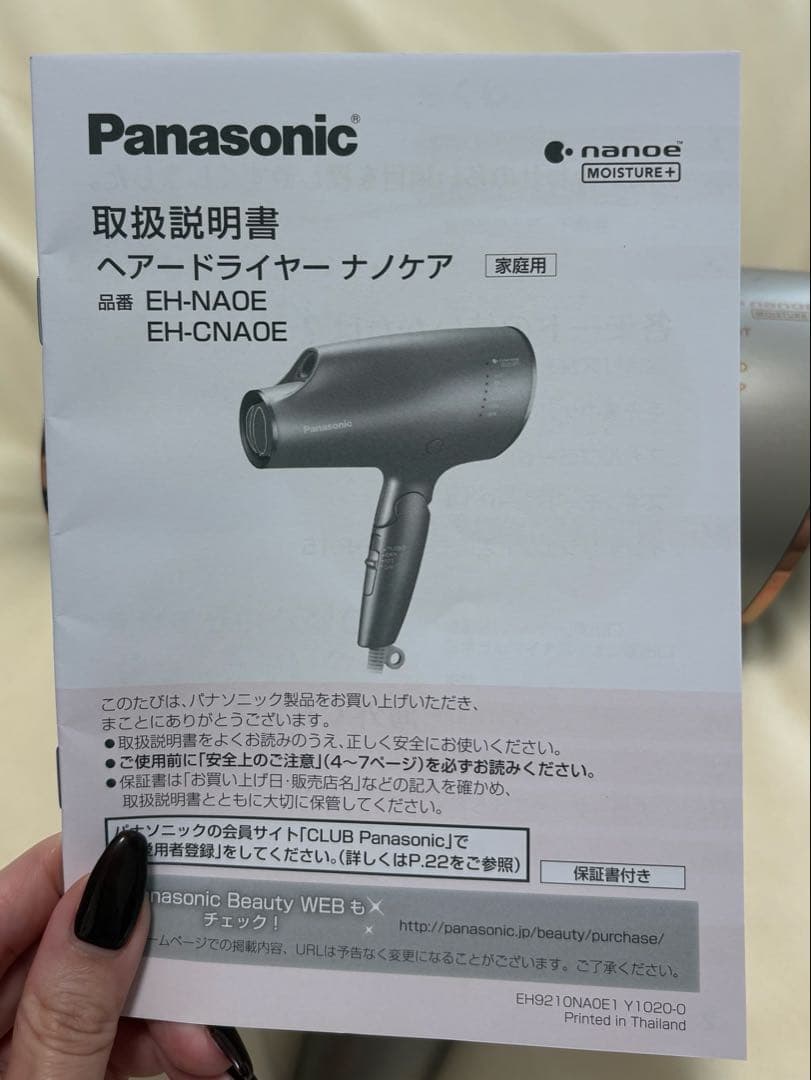 Panasonic®
nanoe™
MOISTURE+
取扱説明書
ヘアードライヤー ナノケア 家庭用
品番 EH-NA0E
EH-CNA0E
Panasonic
このたびは、パナソニック製品をお買い上げいただき、
まことにありがとうございます。
●取扱説明書をよくお読みのうえ、正しく安全にお使いください。
●ご使用前に「安全上のご注意」(4〜7ページ)を必ずお読みください。
●保証書は「お買い上げ日・販売店名」などの記入を確かめ、
取扱説明書とともに大切に保管してください。
パナソニックの会員サイト「CLUB Panasonic」で
愛用者登録」をしてください。(詳しくはP.22をご参照)
保証書付き
nasonic Beauty WEB も
チェック!
http://panasonic.jp/beauty/purchase/
ームページでの掲載内容、URLは予告なく変更になることがございます。ご了承ください。
EH9210NA0E1 Y1020-0
Printed in Thailand